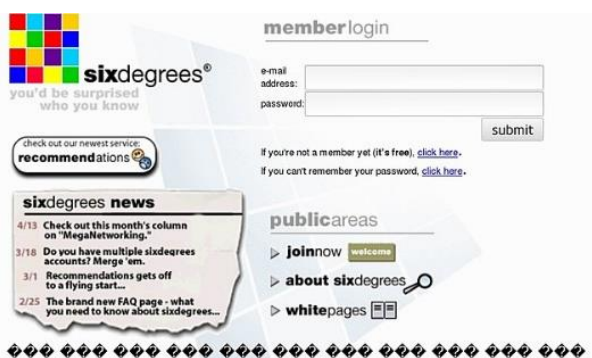 sixdegrees®
you'd be surprised
who you know
check out our newest service:
recommendations
sixdegrees news
4/13 Check out this month's column
on "MegaNetworking."
3/18 Do you have multiple sixdegrees
accounts? Merge 'em.
3/1 Recommendations gets off
to a flying start...
2/25 The brand new FAQ page - what
you need to know about sixdegrees...
memberlogin
e-mail
address:
password:
submit
If you're not a member yet (it's free), click here.
If you can't remember your password, click here.
publicareas
joinnow welcome
about sixdegrees
whitepages
��� ��� ��� ��� ��� ��� ��� ��� ��� ��� ���